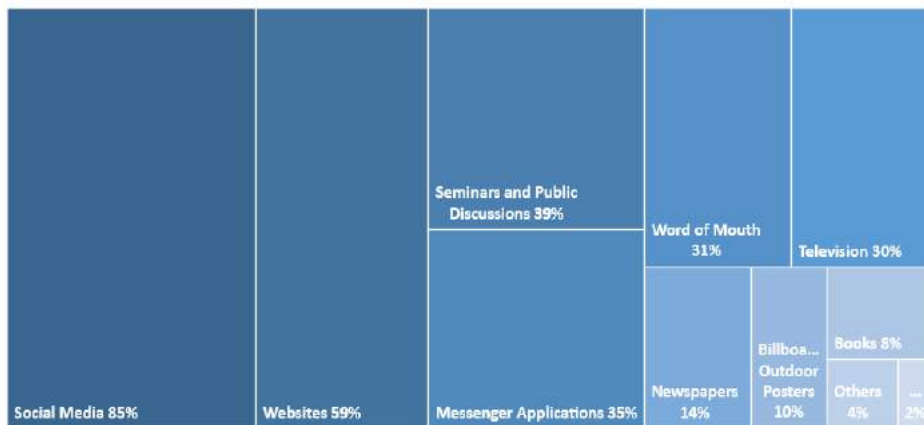 Social Media 85%
Websites 59%
Seminars and Public
Discussions 39%
Messenger Applications 35%
Word of Mouth
31%
Television 30%
Newspapers
14%
Billboa...
Outdoor
Posters
10%
Books 8%
Others
4%
...
2%